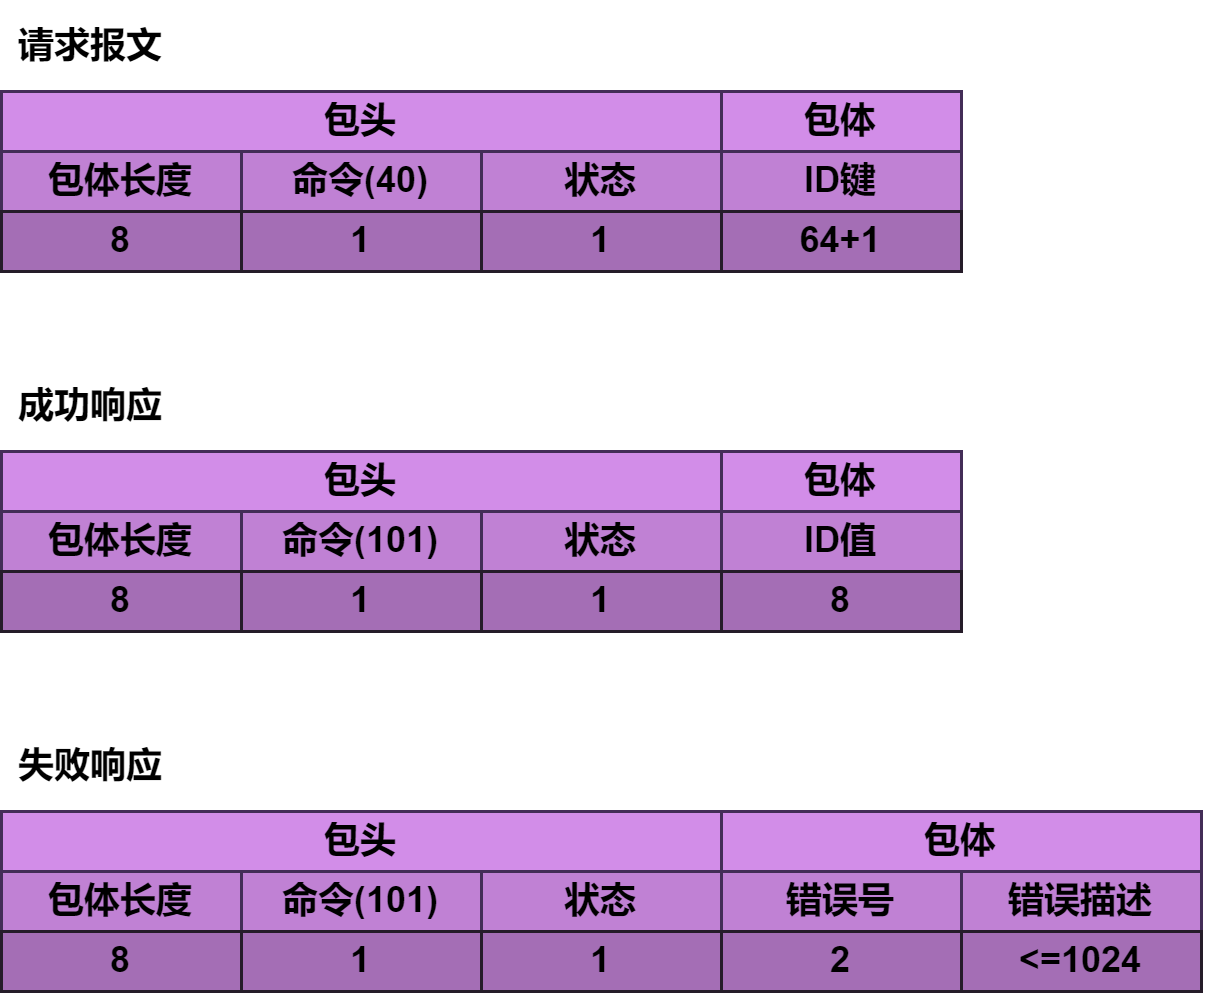 请求报文
包头 包体
包体长度 命令(40) 状态 ID键
8 1 1 64+1
成功响应
包头 包体
包体长度 命令(101) 状态 ID值
8 1 1 8
失败响应
包头 包体
包体长度 命令(101) 状态 错误号 错误描述
8 1 1 2 <=1024